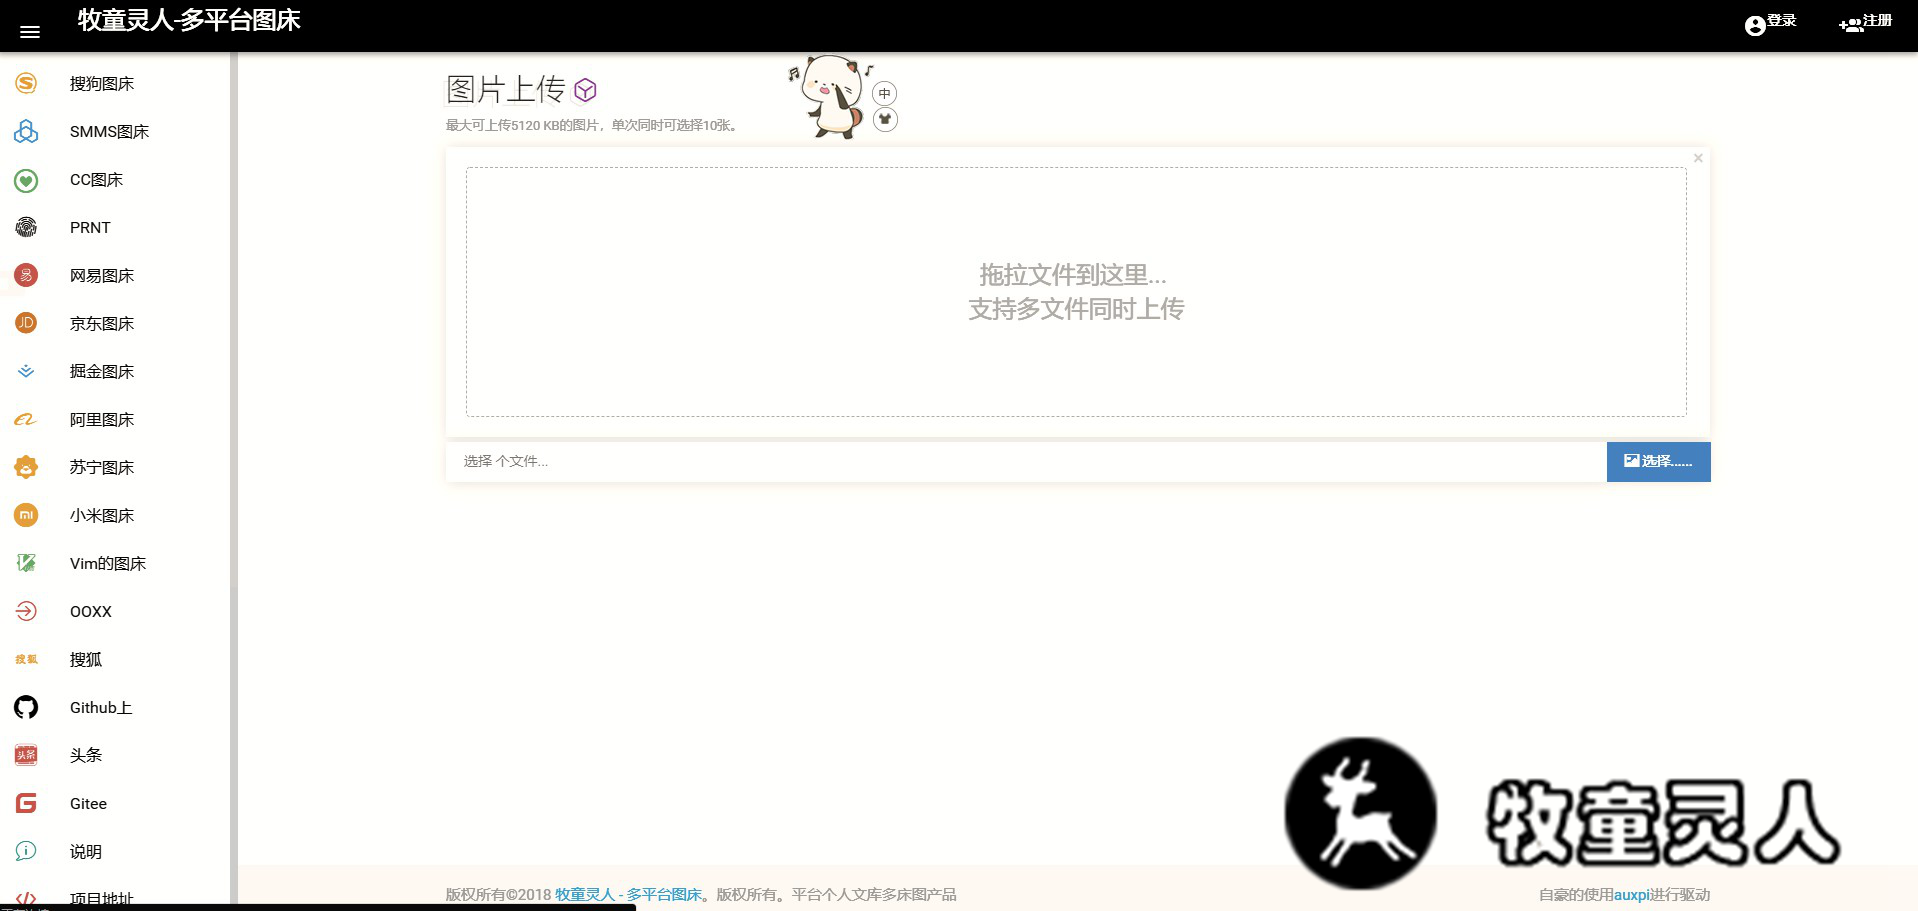 牧童灵人-多平台图床
登录
注册
搜狗图床
SMMS图床
CC图床
PRNT
网易图床
京东图床
掘金图床
阿里图床
苏宁图床
小米图床
Vim的图床
OOXX
搜狐
Github上
头条
Gitee
说明
项目地址
图片上传
最大可上传5120 KB的图片，单次同时可选择10张。
中
×
拖拉文件到这里...
支持多文件同时上传
选择 个文件...
选择......
牧童灵人
版权所有©2018 牧童灵人 - 多平台图床。版权所有。平台个人文库多床图产品
自豪的使用auxpi进行驱动